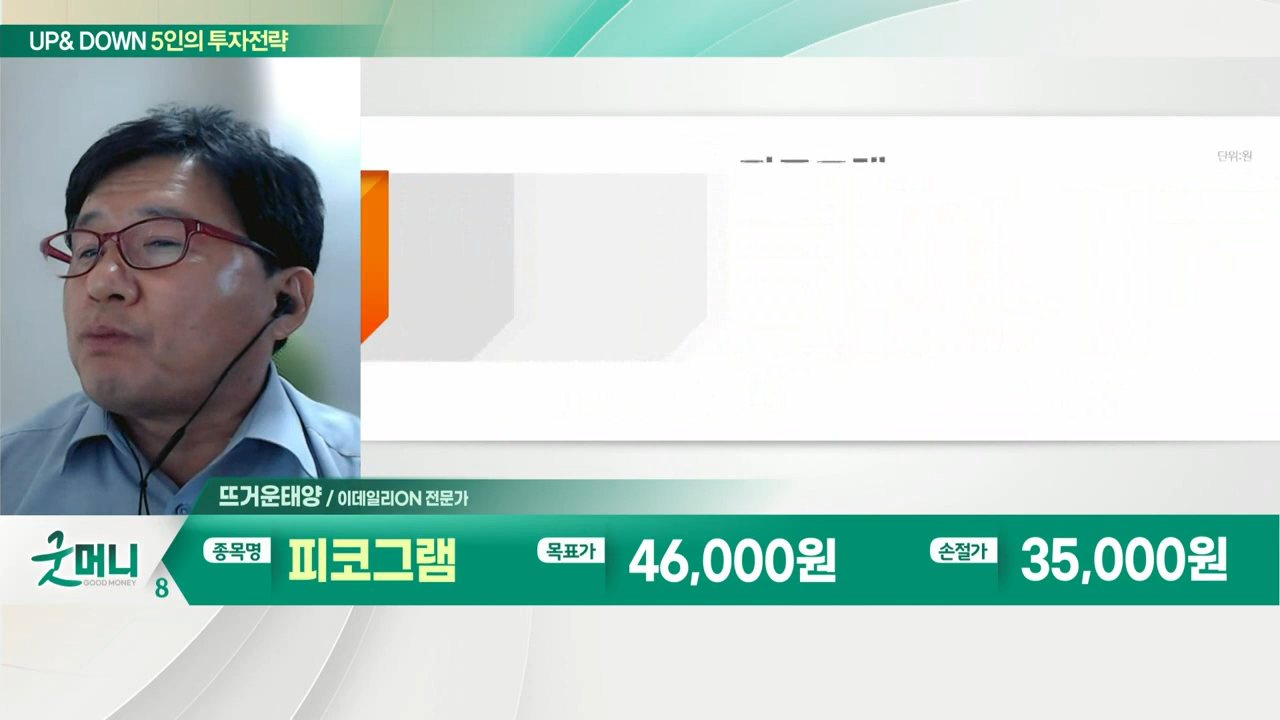 UP& DOWN 5인의 투자전략
단위:원
뜨거운태양 / 이데일리ON 전문가
굿머니
GOOD MONEY
8
종목명 피코그램 목표가 46,000원 손절가 35,000원